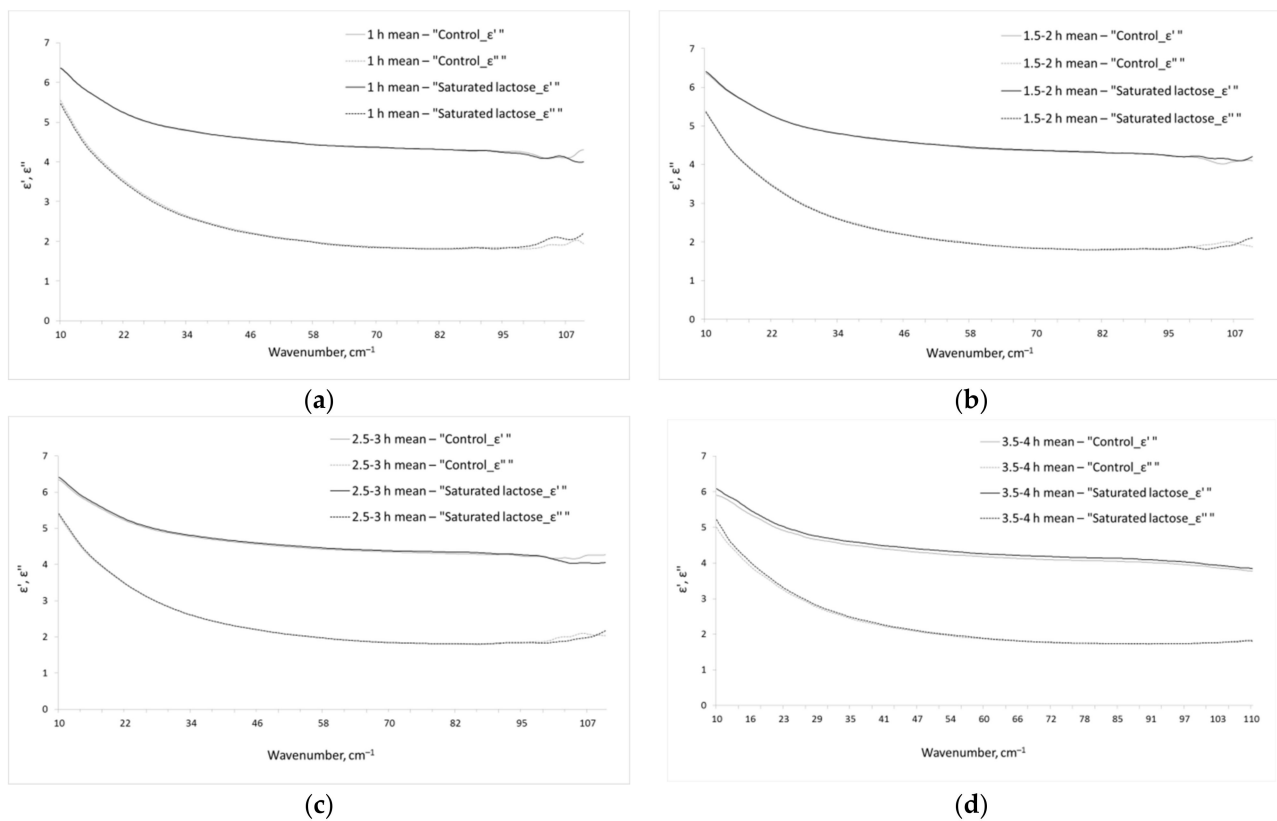 1 h mean – "Control_ε' "
1 h mean – "Control_ε'' "
1 h mean – "Saturated lactose_ε' "
1 h mean – "Saturated lactose_ε'' "
7
6
5
4
3
2
1
0
ε', ε''
10 22 34 46 58 70 82 95 107
Wavenumber, cm⁻¹
(a)
1.5-2 h mean – "Control_ε' "
1.5-2 h mean – "Control_ε'' "
1.5-2 h mean – "Saturated lactose_ε' "
1.5-2 h mean – "Saturated lactose_ε'' "
7
6
5
4
3
2
1
0
ε', ε''
10 22 34 46 58 70 82 95 107
Wavenumber, cm⁻¹
(b)
2.5-3 h mean – "Control_ε' "
2.5-3 h mean – "Control_ε'' "
2.5-3 h mean – "Saturated lactose_ε' "
2.5-3 h mean – "Saturated lactose_ε'' "
7
6
5
4
3
2
1
0
ε', ε''
10 22 34 46 58 70 82 95 107
Wavenumber, cm⁻¹
(c)
3.5-4 h mean – "Control_ε' "
3.5-4 h mean – "Control_ε'' "
3.5-4 h mean – "Saturated lactose_ε' "
3.5-4 h mean – "Saturated lactose_ε'' "
7
6
5
4
3
2
1
0
ε', ε''
10 16 23 29 35 41 47 54 60 66 72 78 85 91 97 103 110
Wavenumber, cm⁻¹
(d)